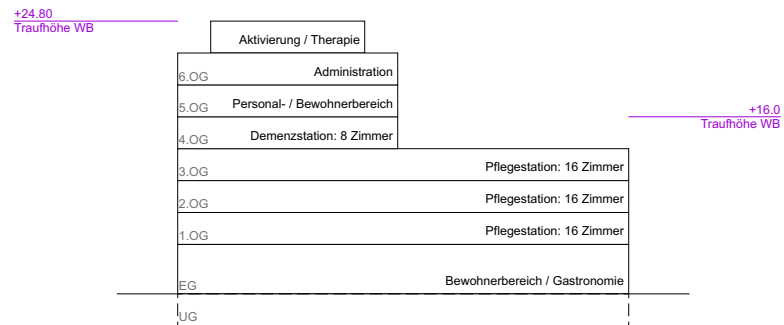 +24.80
Traufhöhe WB
Aktivierung / Therapie
6.OG Administration
5.OG Personal- / Bewohnerbereich
+16.0
Traufhöhe WB
4.OG Demenzstation: 8 Zimmer
3.OG Pflegestation: 16 Zimmer
2.OG Pflegestation: 16 Zimmer
1.OG Pflegestation: 16 Zimmer
EG Bewohnerbereich / Gastronomie
UG